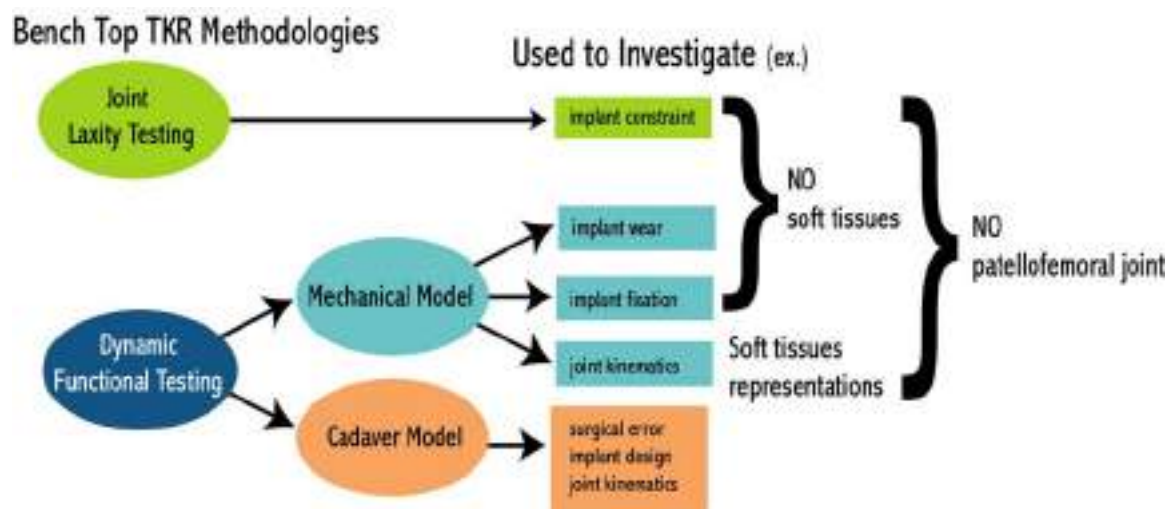 Bench Top TKR Methodologies
Used to Investigate (ex.)
Joint
Laxity Testing
implant constraint
NO
soft tissues
NO
patellofemoral joint
implant wear
Mechanical Model
implant fixation
Dynamic
Functional Testing
joint kinematics
Soft tissues
representations
Cadaver Model
surgical error
implant design
joint kinematics